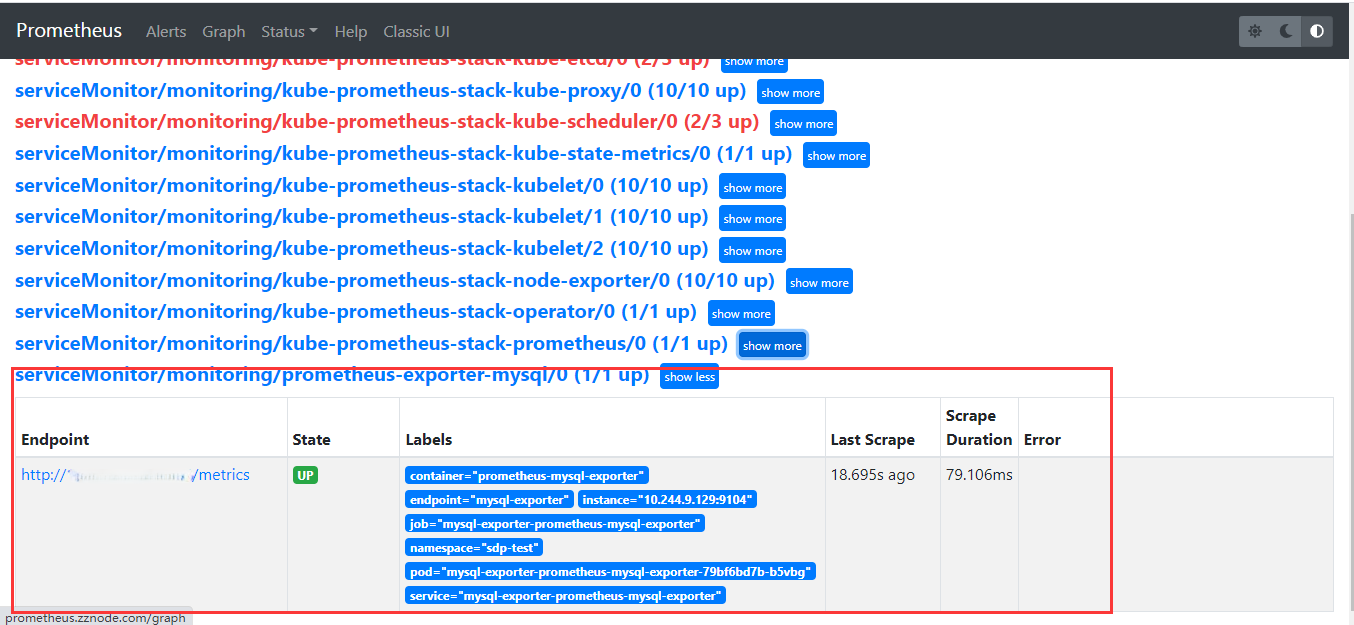 Prometheus Alerts Graph Status Help Classic UI
serviceMonitor/monitoring/kube-prometheus-stack-kube-etcd/0 (2/3 up) show more
serviceMonitor/monitoring/kube-prometheus-stack-kube-proxy/0 (10/10 up) show more
serviceMonitor/monitoring/kube-prometheus-stack-kube-scheduler/0 (2/3 up) show more
serviceMonitor/monitoring/kube-prometheus-stack-kube-state-metrics/0 (1/1 up) show more
serviceMonitor/monitoring/kube-prometheus-stack-kubelet/0 (10/10 up) show more
serviceMonitor/monitoring/kube-prometheus-stack-kubelet/1 (10/10 up) show more
serviceMonitor/monitoring/kube-prometheus-stack-kubelet/2 (10/10 up) show more
serviceMonitor/monitoring/kube-prometheus-stack-node-exporter/0 (10/10 up) show more
serviceMonitor/monitoring/kube-prometheus-stack-operator/0 (1/1 up) show more
serviceMonitor/monitoring/kube-prometheus-stack-prometheus/0 (1/1 up) show more
serviceMonitor/monitoring/prometheus-exporter-mysql/0 (1/1 up) show less
Endpoint State Labels Last Scrape Scrape Duration Error
http:// /metrics UP container="prometheus-mysql-exporter" 18.695s ago 79.106ms
endpoint="mysql-exporter" instance="10.244.9.129:9104"
job="mysql-exporter-prometheus-mysql-exporter"
namespace="sdp-test"
pod="mysql-exporter-prometheus-mysql-exporter-79bf6bd7b-b5vbg"
service="mysql-exporter-prometheus-mysql-exporter"
prometheus.zznode.com/graph